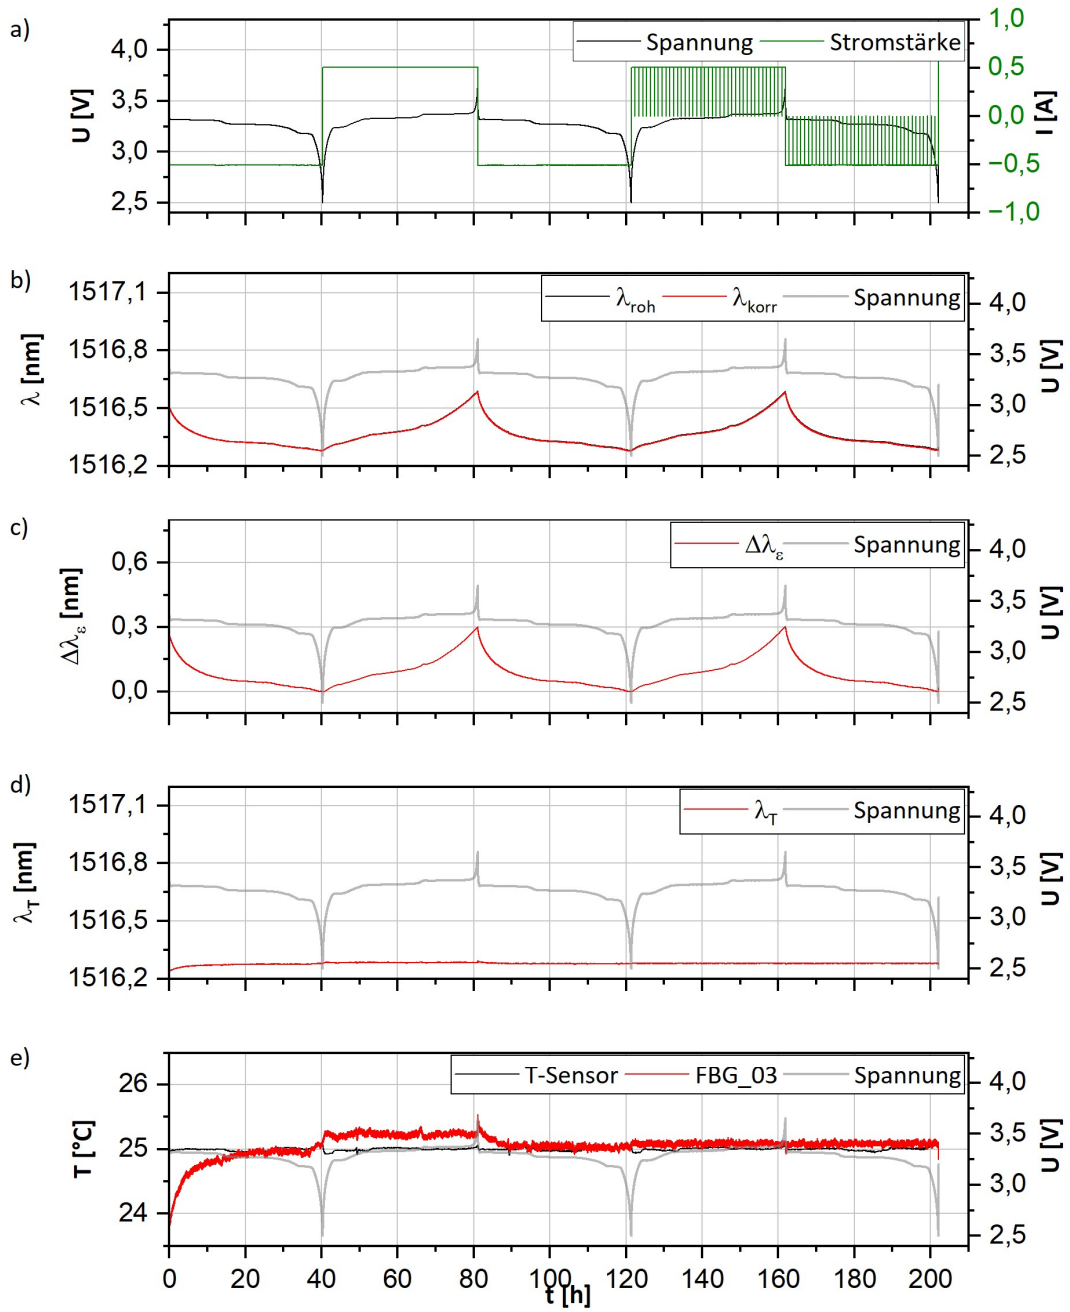 a)
Spannung Stromstärke
4,0
3,5
3,0
2,5
U [V]
1,0
0,5
0,0
−0,5
−1,0
I [A]
b)
λroh λkorr Spannung
1517,1
1516,8
1516,5
1516,2
λ [nm]
4,0
3,5
3,0
2,5
U [V]
c)
Δλε Spannung
0,6
0,3
0,0
Δλε [nm]
4,0
3,5
3,0
2,5
U [V]
d)
λT Spannung
1517,1
1516,8
1516,5
1516,2
λT [nm]
4,0
3,5
3,0
2,5
U [V]
e)
T-Sensor FBG_03 Spannung
26
25
24
T [°C]
4,0
3,5
3,0
2,5
U [V]
0 20 40 60 80 100 120 140 160 180 200
t [h]